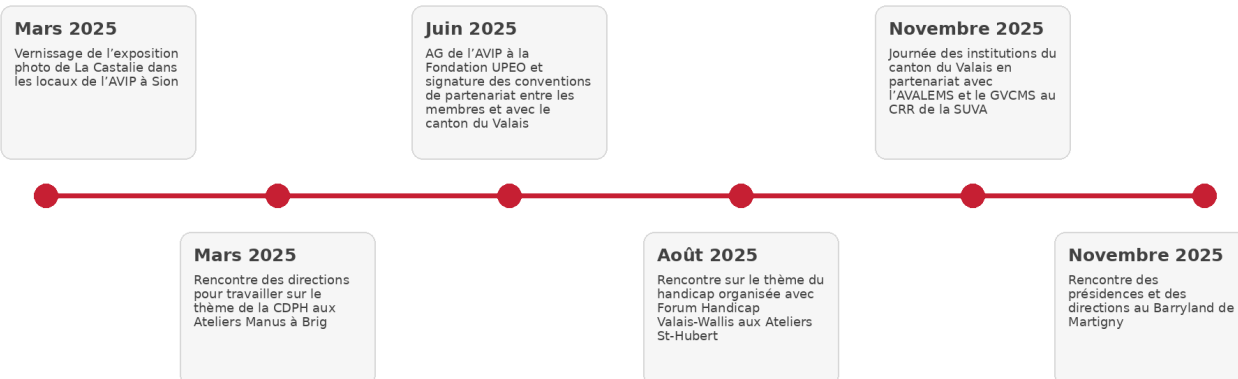 Mars 2025
Vernissage de l’exposition
photo de La Castalie dans
les locaux de l’AVIP à Sion
Mars 2025
Rencontre des directions
pour travailler sur le
thème de la CDPH aux
Ateliers Manus à Brig
Juin 2025
AG de l’AVIP à la
Fondation UPEO et
signature des conventions
de partenariat entre les
membres et avec le
canton du Valais
Août 2025
Rencontre sur le thème du
handicap organisée avec
Forum Handicap
Valais-Wallis aux Ateliers
St-Hubert
Novembre 2025
Journée des institutions du
canton du Valais en
partenariat avec
l’AVALEMS et le GVCMS au
CRR de la SUVA
Novembre 2025
Rencontre des
présidences et des
directions au Barryland de
Martigny